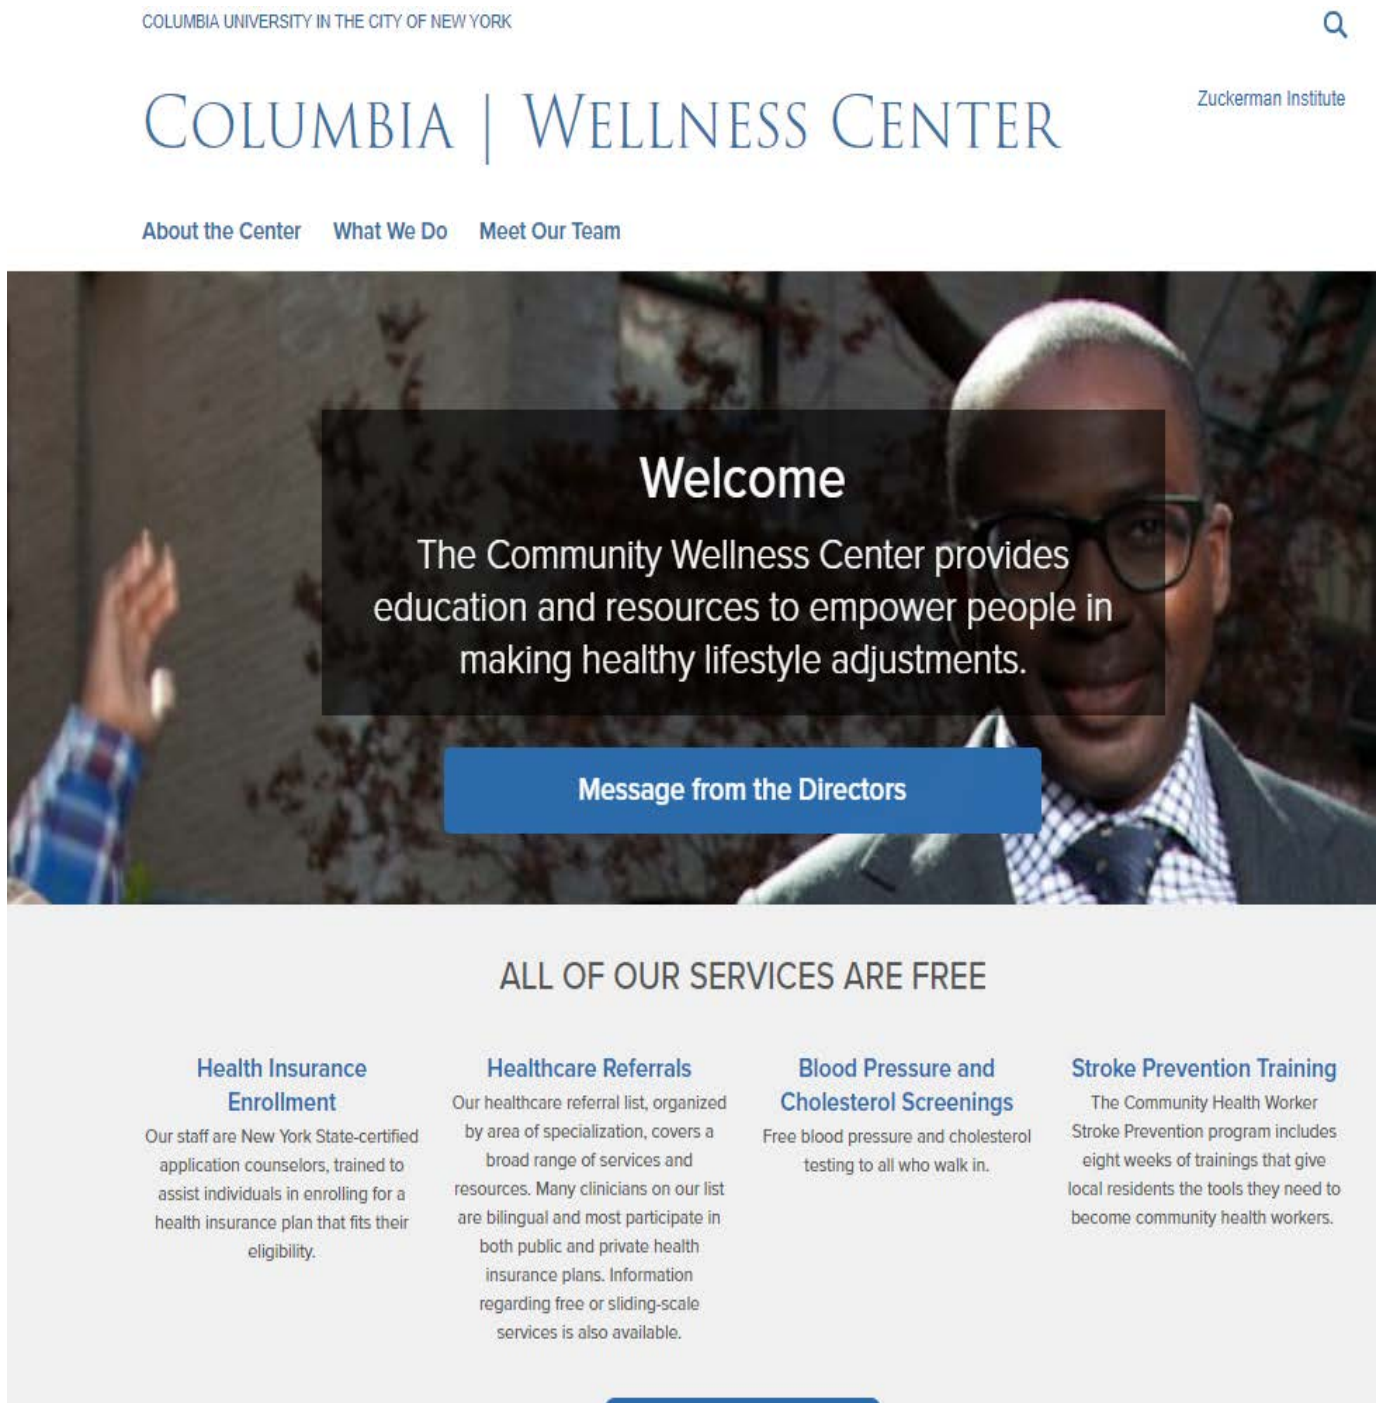 COLUMBIA UNIVERSITY IN THE CITY OF NEW YORK
COLUMBIA | WELLNESS CENTER
Zuckerman Institute
About the Center What We Do Meet Our Team
Welcome
The Community Wellness Center provides
education and resources to empower people in
making healthy lifestyle adjustments.
Message from the Directors
ALL OF OUR SERVICES ARE FREE
Health Insurance
Enrollment
Our staff are New York State-certified
application counselors, trained to
assist individuals in enrolling for a
health insurance plan that fits their
eligibility.
Healthcare Referrals
Our healthcare referral list, organized
by area of specialization, covers a
broad range of services and
resources. Many clinicians on our list
are bilingual and most participate in
both public and private health
insurance plans. Information
regarding free or sliding-scale
services is also available.
Blood Pressure and
Cholesterol Screenings
Free blood pressure and cholesterol
testing to all who walk in.
Stroke Prevention Training
The Community Health Worker
Stroke Prevention program includes
eight weeks of trainings that give
local residents the tools they need to
become community health workers.